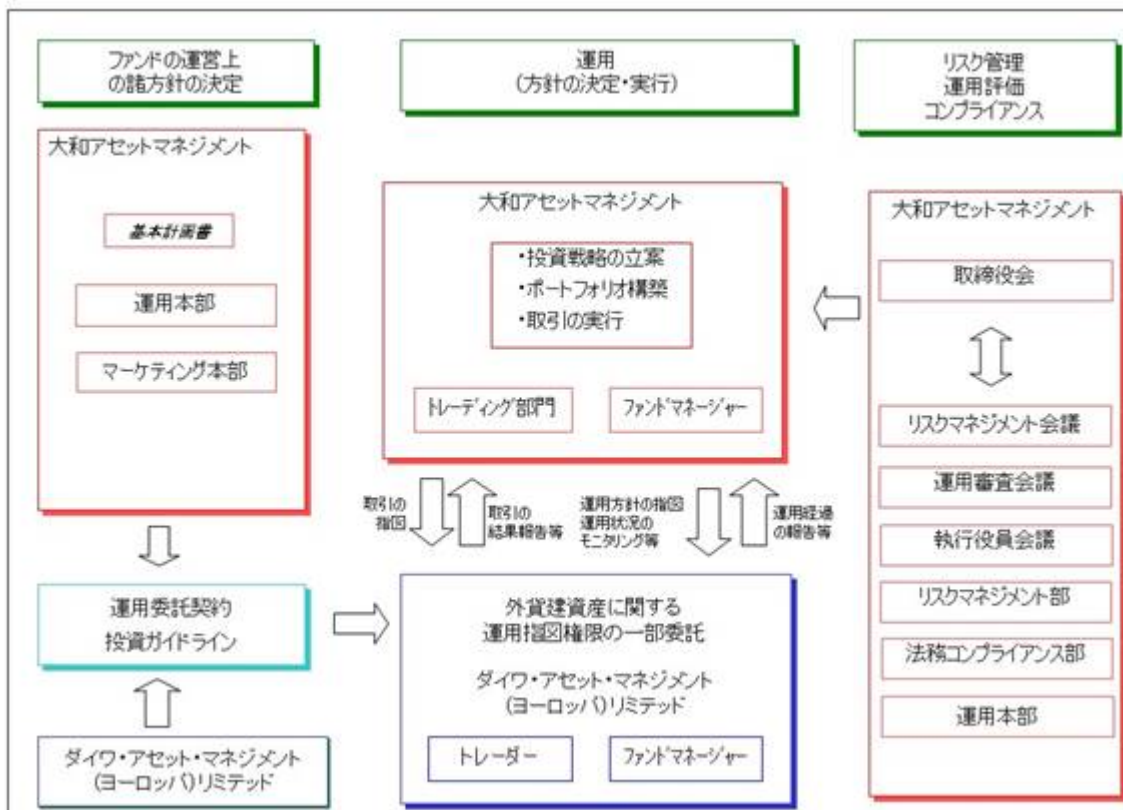 ファンドの運営上
の諸方針の決定
運用
(方針の決定・実行)
リスク管理
運用評価
コンプライアンス
大和アセットマネジメント
基本計画書
運用本部
マーケティング本部
大和アセットマネジメント
・投資戦略の立案
・ポートフォリオ構築
・取引の実行
トレーディング部門
ファンドマネージャー
大和アセットマネジメント
取締役会
リスクマネジメント会議
運用審査会議
執行役員会議
リスクマネジメント部
法務コンプライアンス部
運用本部
取引の
指図
取引の
結果報告等
運用方針の指図
運用状況の
モニタリング等
運用経過
の報告等
運用委託契約
投資ガイドライン
外貨建資産に関する
運用指図権限の一部委託
ダイワ・アセット・マネジメント
(ヨーロッパ)リミテッド
トレーダー
ファンドマネージャー
ダイワ・アセット・マネジメント
(ヨーロッパ)リミテッド